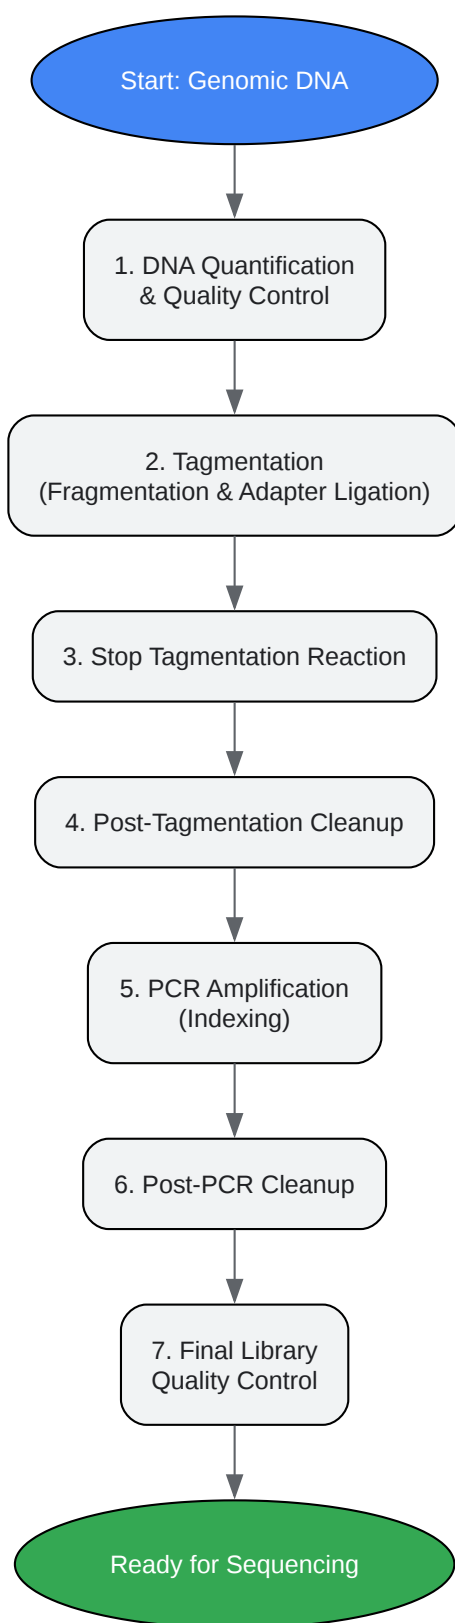 Start: Genomic DNA
1. DNA Quantification
& Quality Control
2. Tagmentation
(Fragmentation & Adapter Ligation)
3. Stop Tagmentation Reaction
4. Post-Tagmentation Cleanup
5. PCR Amplification
(Indexing)
6. Post-PCR Cleanup
7. Final Library
Quality Control
Ready for Sequencing